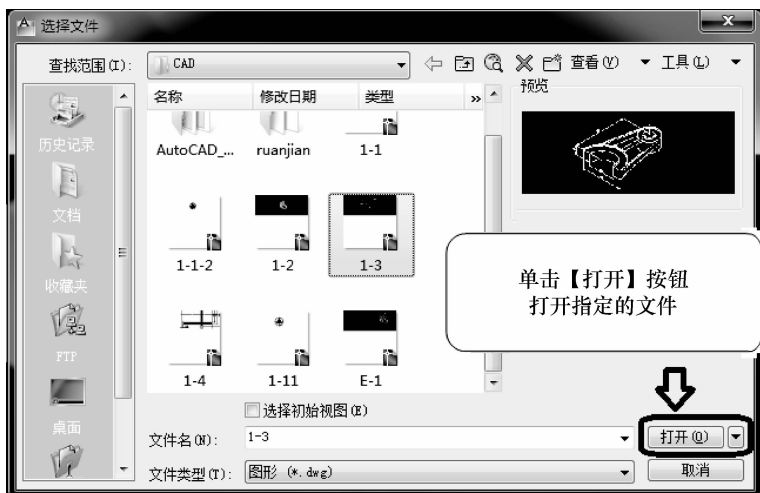 选择文件
查找范围(I):
CAD
查看(V)
工具(L)
名称
修改日期
类型
»
预览
历史记录
文档
收藏夹
FTP
桌面
AutoCAD_...
ruanjian
1-1
1-1-2
1-2
1-3
1-4
1-11
E-1
单击【打开】按钮
打开指定的文件
选择初始视图(E)
文件名(N):
1-3
打开(O)
文件类型(T):
图形 (*.dwg)
取消